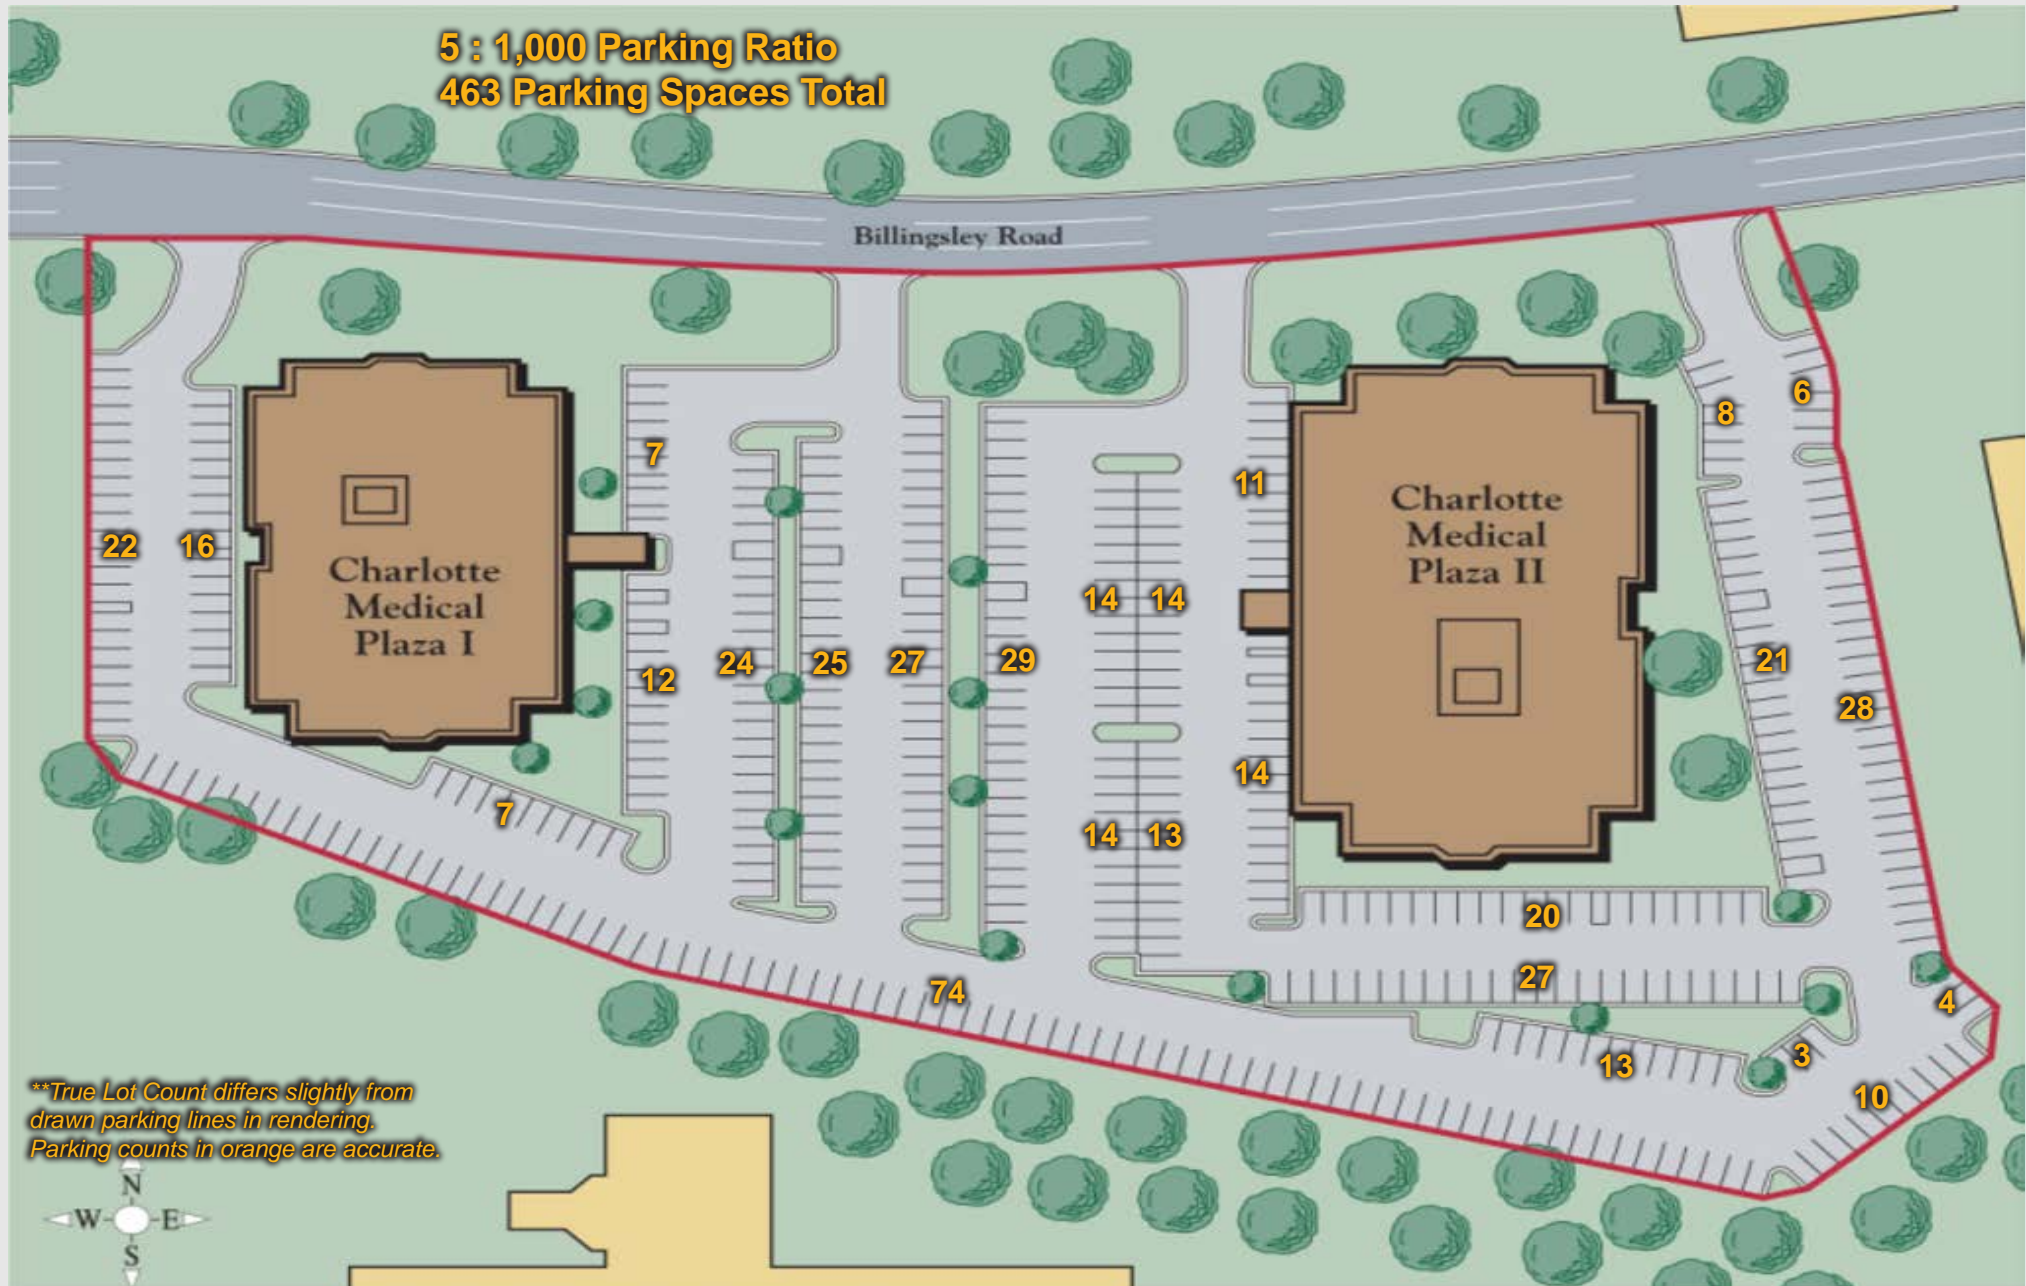 5 : 1,000 Parking Ratio
463 Parking Spaces Total
Billingsley Road
6
8
7
11
Charlotte
Medical
Plaza II
22
16
Charlotte
Medical
Plaza I
14 14
24
25
27
29
21
12
28
14
7
14 13
20
27
74
4
3
13
10
**True Lot Count differs slightly from
drawn parking lines in rendering.
Parking counts in orange are accurate.
N
W E
S